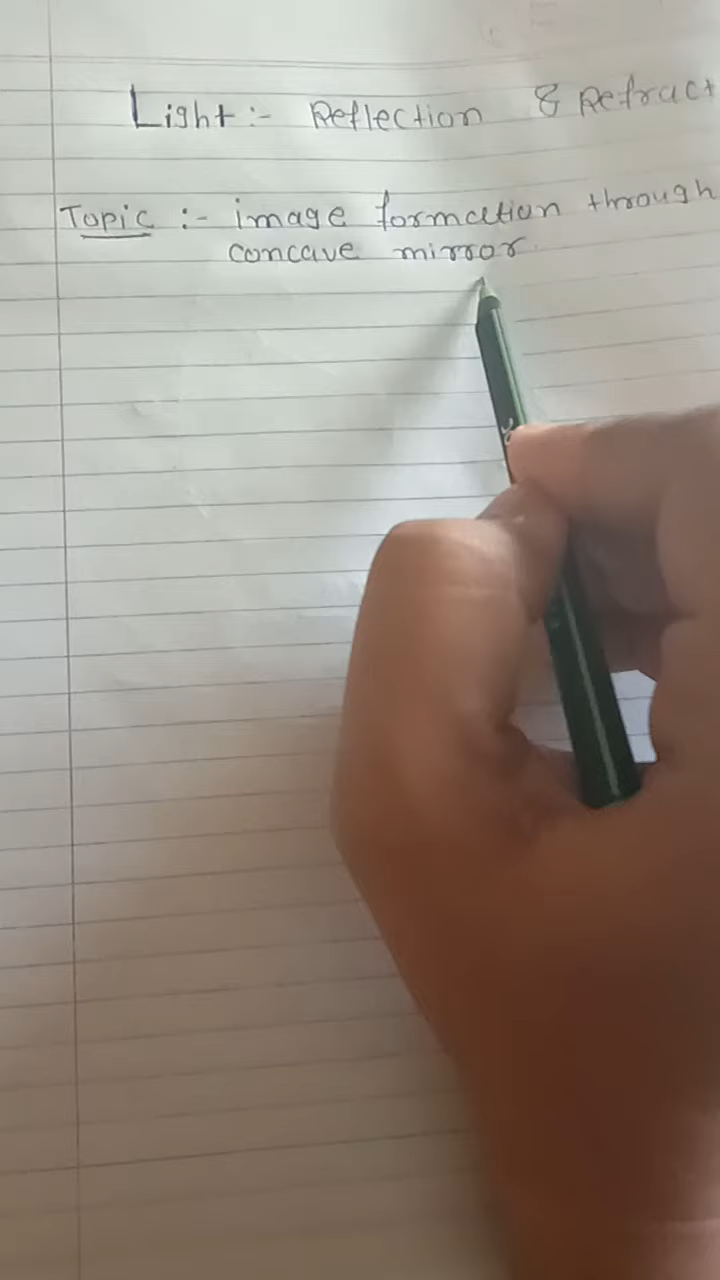 Light :- Reflection & Refract
Topic :- image formation through
concave mirror.